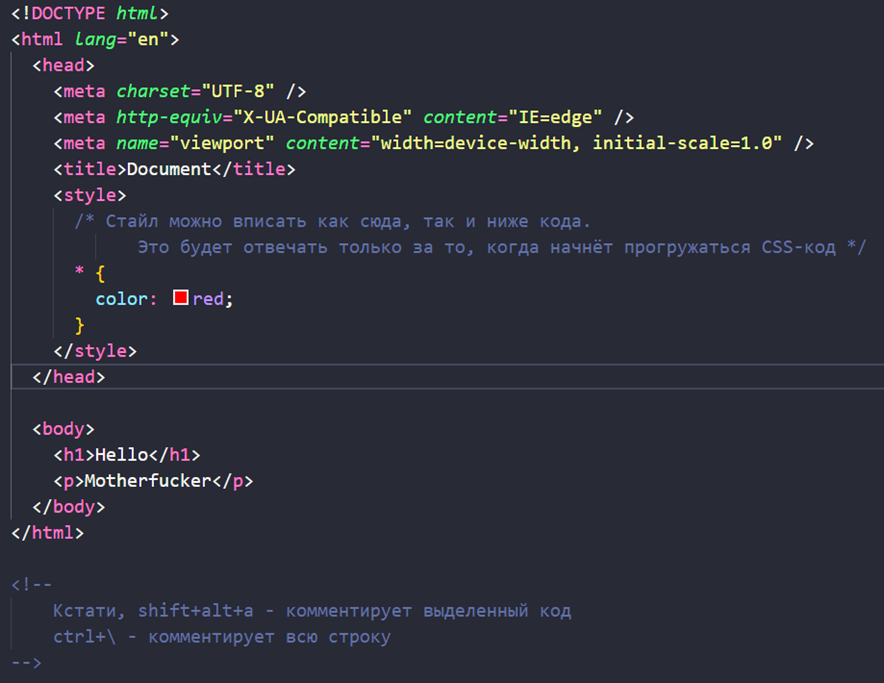 <!DOCTYPE html>
<html lang="en">
<head>
<meta charset="UTF-8" />
<meta http-equiv="X-UA-Compatible" content="IE=edge" />
<meta name="viewport" content="width=device-width, initial-scale=1.0" />
<title>Document</title>
<style>
/* Стайл можно вписать как сюда, так и ниже кода.
Это будет отвечать только за то, когда начнёт прогружаться CSS-код */
* {
color: red;
}
</style>
</head>
<body>
<h1>Hello</h1>
<p>Motherfucker</p>
</body>
</html>
<!--
Кстати, shift+alt+a - комментирует выделенный код
ctrl+\ - комментирует всю строку
-->